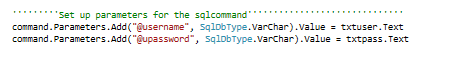 '''''''''Set up parameters for the sqlcommand''''''''''''''''''''''''''''''
command.Parameters.Add("@username", SqlDbType.VarChar).Value = txtuser.Text
command.Parameters.Add("@upassword", SqlDbType.VarChar).Value = txtpass.Text